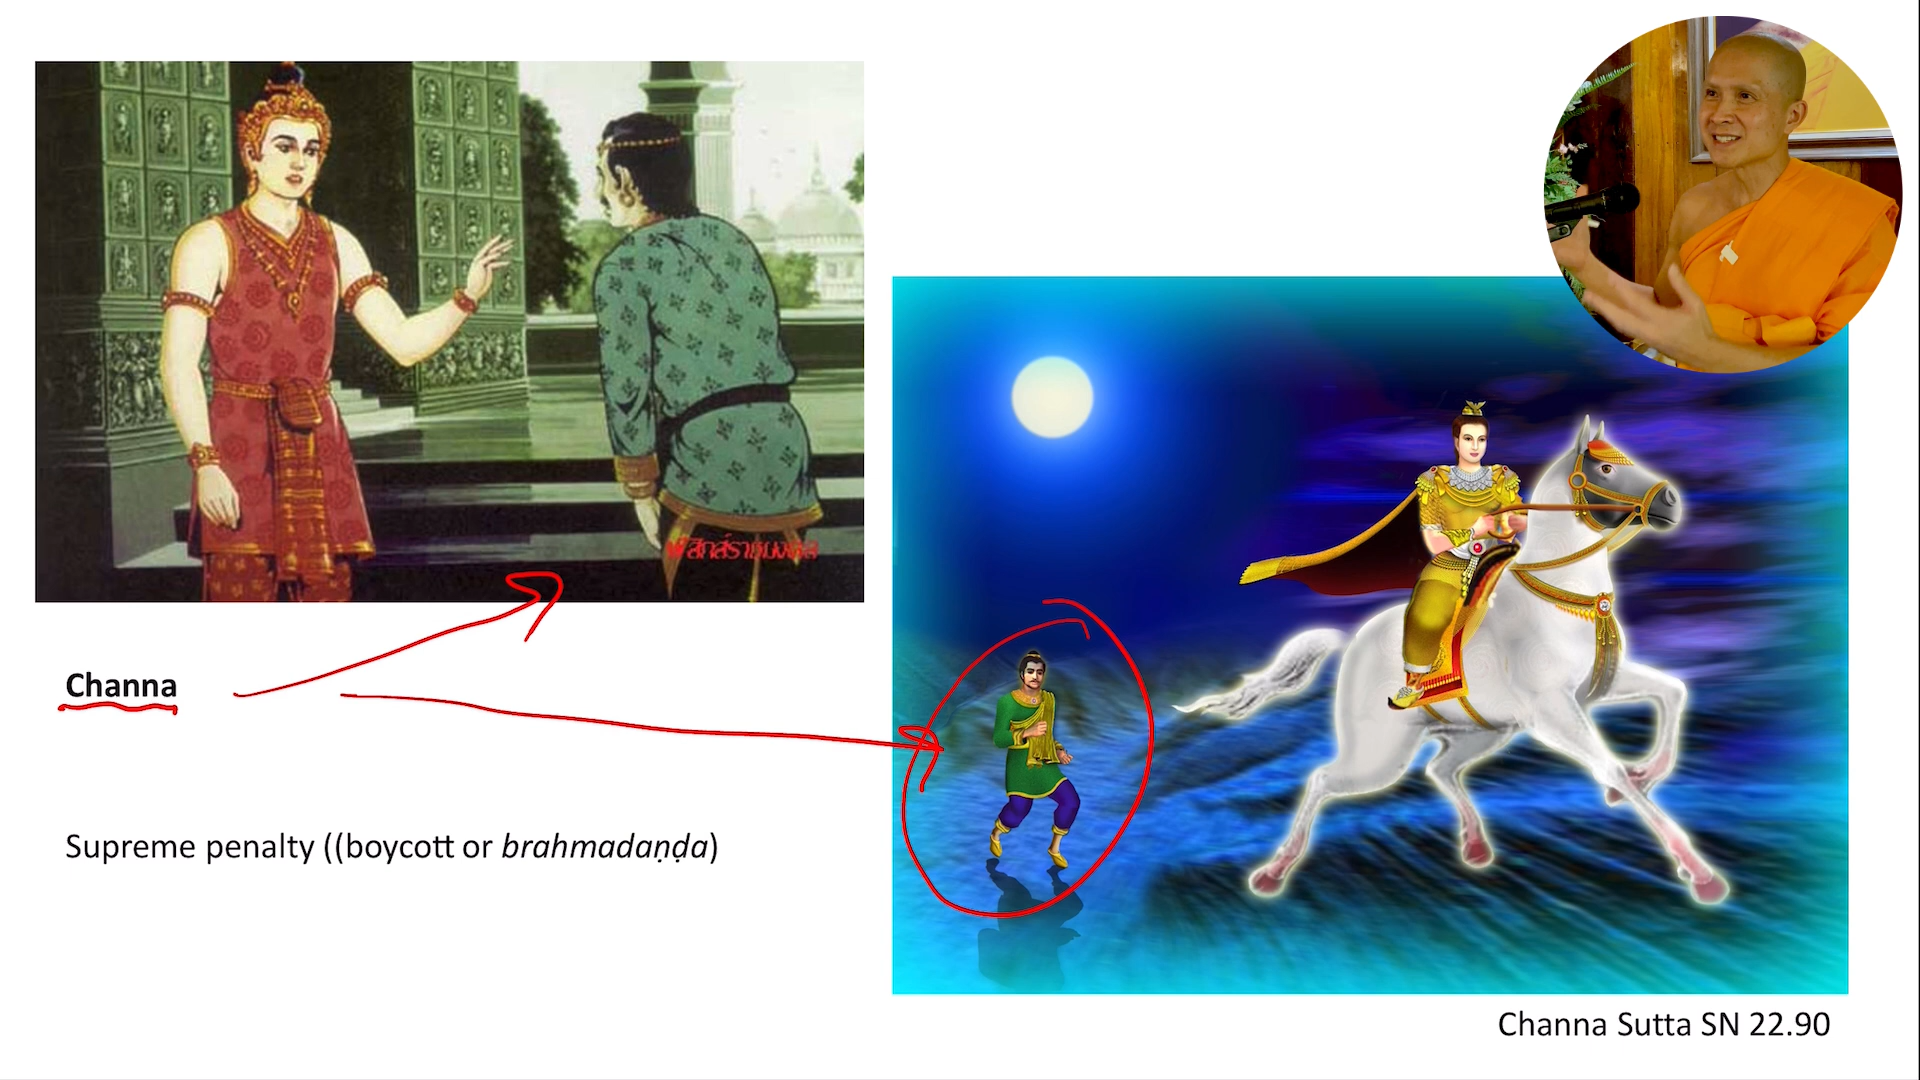 Channa
Supreme penalty ((boycott or brahmadaṇḍa)
Channa Sutta SN 22.90